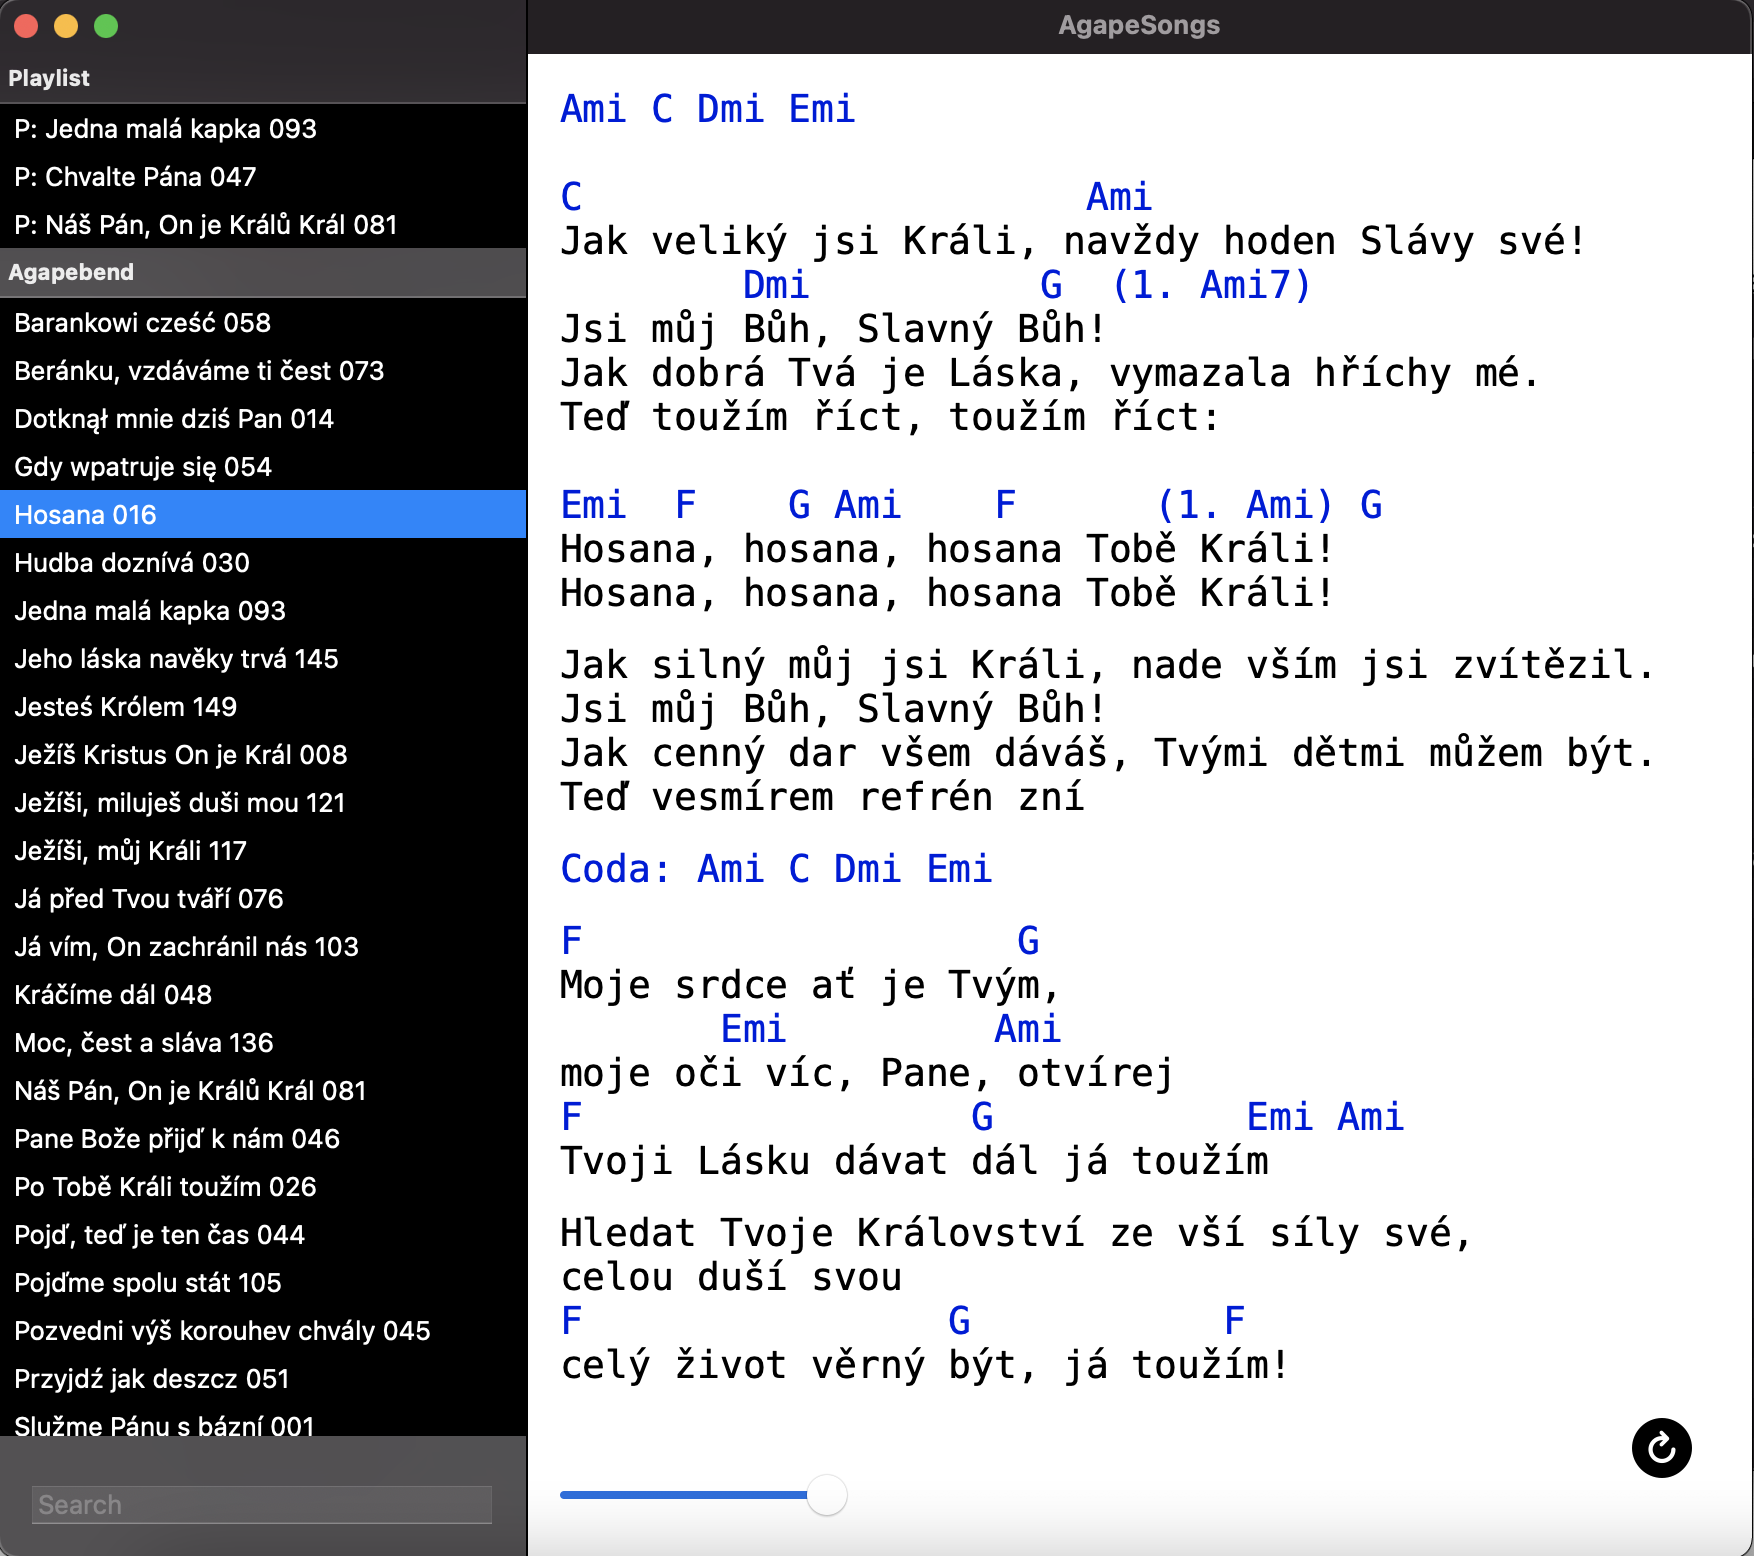 AgapeSongs
Playlist
P: Jedna malá kapka 093
P: Chvalte Pána 047
P: Náš Pán, On je Králů Král 081
Agapebend
Barankowi cześć 058
Beránku, vzdáváme ti čest 073
Dotknął mnie dziś Pan 014
Gdy wpatruje się 054
Hosana 016
Hudba doznívá 030
Jedna malá kapka 093
Jeho láska navěky trvá 145
Jesteś Królem 149
Ježíš Kristus On je Král 008
Ježíši, miluješ duši mou 121
Ježíši, můj Králi 117
Já před Tvou tváří 076
Já vím, On zachránil nás 103
Kráčíme dál 048
Moc, čest a sláva 136
Náš Pán, On je Králů Král 081
Pane Bože přijď k nám 046
Po Tobě Králi toužím 026
Pojď, teď je ten čas 044
Pojďme spolu stát 105
Pozvedni výš korouhev chvály 045
Przyjdź jak deszcz 051
Služme Pánu s bázní 001
Search
Ami C Dmi Emi
C Ami
Jak veliký jsi Králi, navždy hoden Slávy své!
Dmi G (1. Ami7)
Jsi můj Bůh, Slavný Bůh!
Jak dobrá Tvá je Láska, vymazala hříchy mé.
Teď toužím říct, toužím říct:
Emi F G Ami F (1. Ami) G
Hosana, hosana, hosana Tobě Králi!
Hosana, hosana, hosana Tobě Králi!
Jak silný můj jsi Králi, nade vším jsi zvítězil.
Jsi můj Bůh, Slavný Bůh!
Jak cenný dar všem dáváš, Tvými dětmi můžem být.
Teď vesmírem refrén zní
Coda: Ami C Dmi Emi
F G
Moje srdce ať je Tvým,
Emi Ami
moje oči víc, Pane, otvírej
F G Emi Ami
Tvoji Lásku dávat dál já toužím
Hledat Tvoje Království ze vší síly své,
celou duší svou
F G F
celý život věrný být, já toužím!